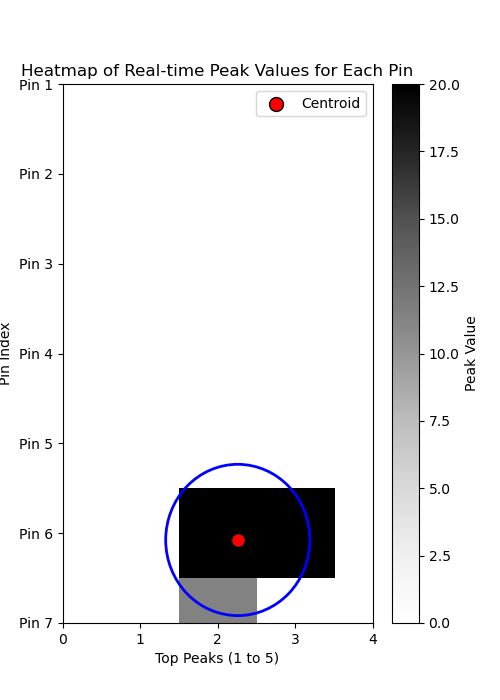 Heatmap of Real-time Peak Values for Each Pin
Pin 1
Pin 2
Pin 3
Pin 4
Pin 5
Pin 6
Pin 7
Pin Index
0 1 2 3 4
Top Peaks (1 to 5)
Centroid
20.0
17.5
15.0
12.5
10.0
7.5
5.0
2.5
0.0
Peak Value